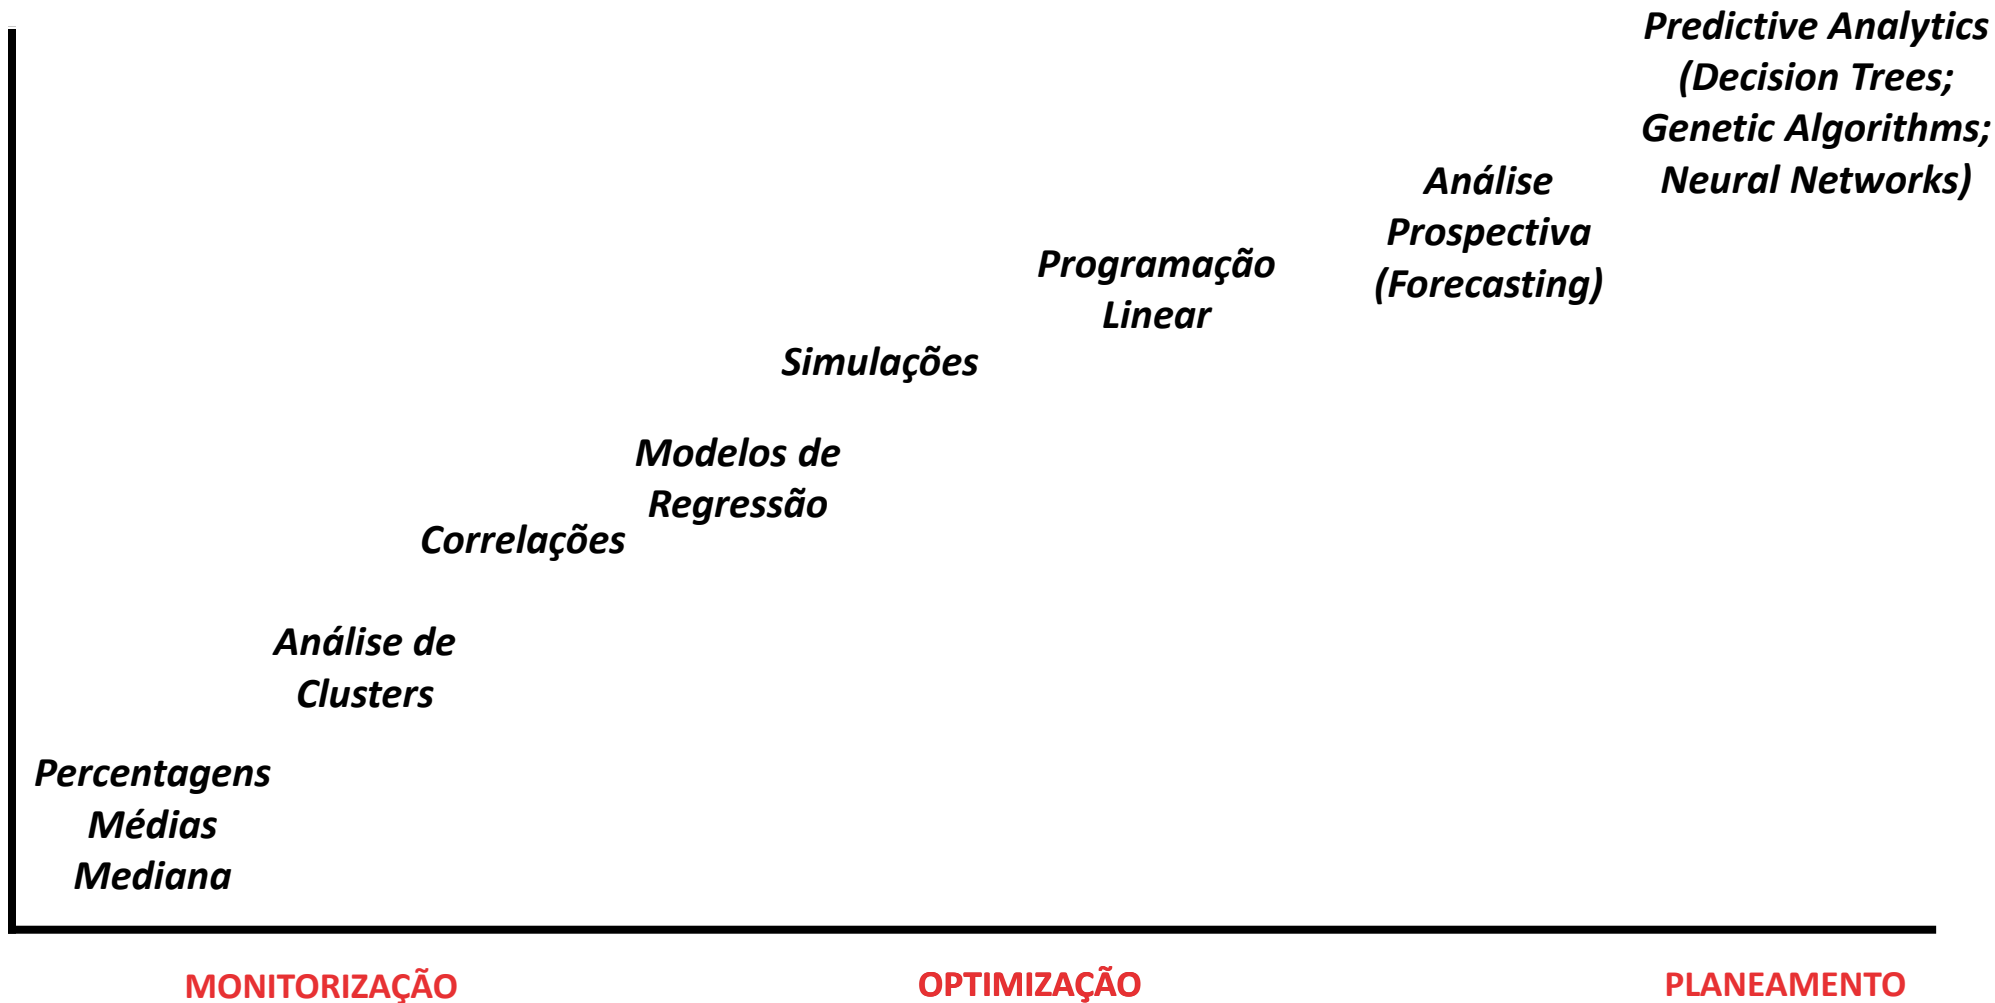 Predictive Analytics
(Decision Trees;
Genetic Algorithms;
Neural Networks)
Análise
Prospectiva
(Forecasting)
Programação
Linear
Simulações
Modelos de
Regressão
Correlações
Análise de
Clusters
Percentagens
Médias
Mediana
MONITORIZAÇÃO
OPTIMIZAÇÃO
PLANEAMENTO